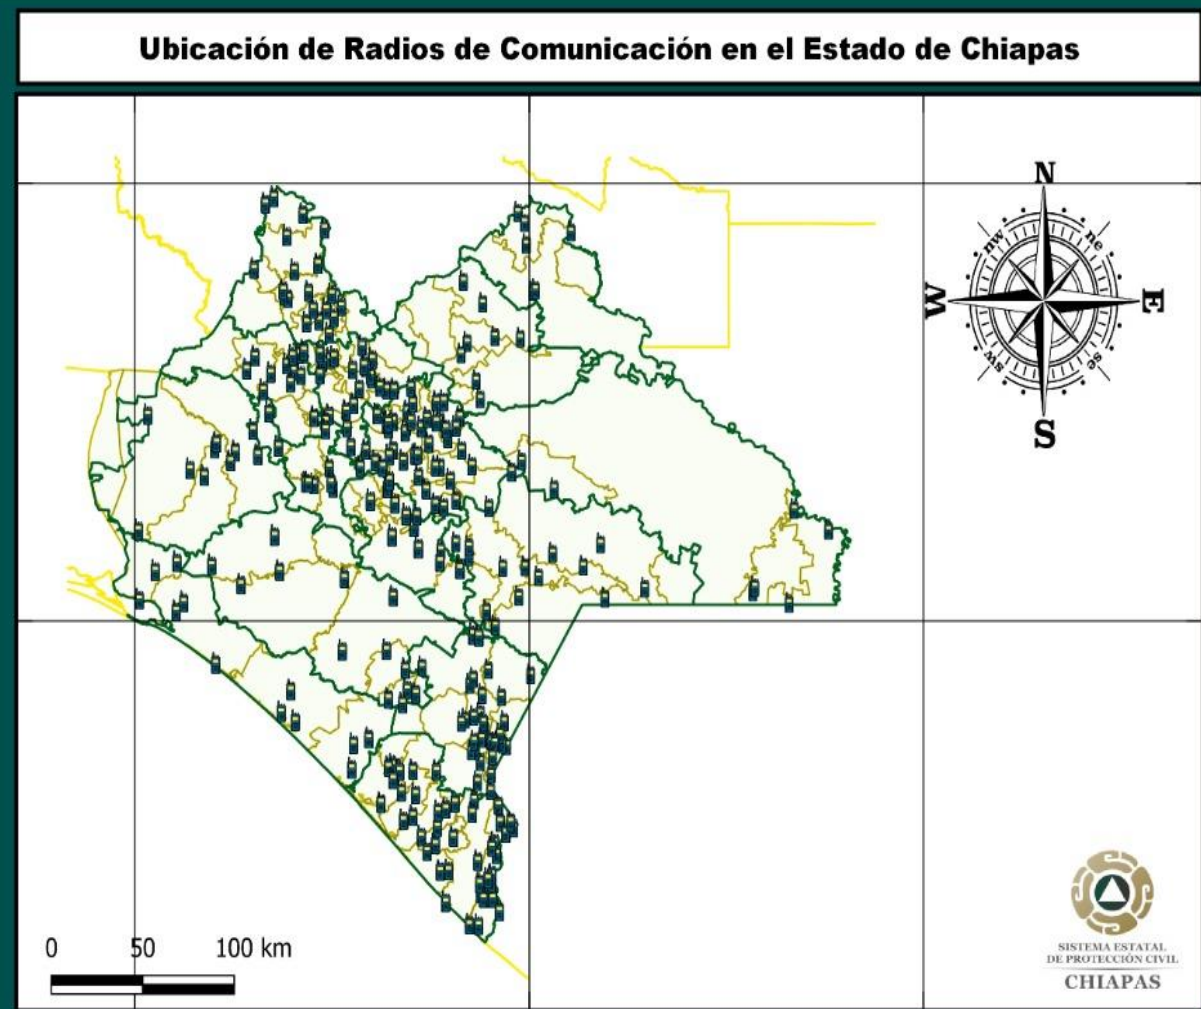 Ubicación de Radios de Comunicación en el Estado de Chiapas
N
nw
ne
W
E
sw
se
S
0 50 100 km
SISTEMA ESTATAL
DE PROTECCIÓN CIVIL
CHIAPAS